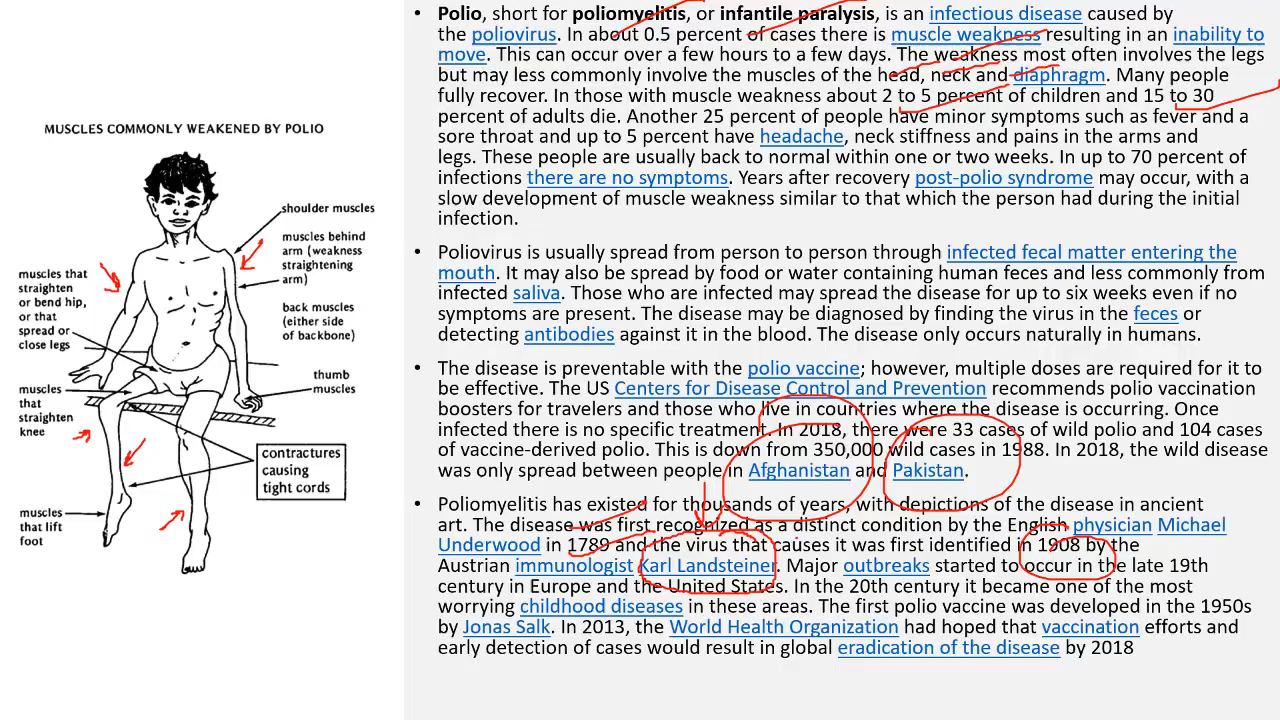 MUSCLES COMMONLY WEAKENED BY POLIO
shoulder muscles
muscles behind
arm (weakness
straightening
arm)
muscles that
straighten
or bend hip,
or that
spread or
close legs
back muscles
(either side
of backbone)
thumb
muscles
muscles
that
straighten
knee
contractures
causing
tight cords
muscles
that lift
foot
• Polio, short for poliomyelitis, or infantile paralysis, is an infectious disease caused by
the poliovirus. In about 0.5 percent of cases there is muscle weakness resulting in an inability to
move. This can occur over a few hours to a few days. The weakness most often involves the legs
but may less commonly involve the muscles of the head, neck and diaphragm. Many people
fully recover. In those with muscle weakness about 2 to 5 percent of children and 15 to 30
percent of adults die. Another 25 percent of people have minor symptoms such as fever and a
sore throat and up to 5 percent have headache, neck stiffness and pains in the arms and
legs. These people are usually back to normal within one or two weeks. In up to 70 percent of
infections there are no symptoms. Years after recovery post-polio syndrome may occur, with a
slow development of muscle weakness similar to that which the person had during the initial
infection.
• Poliovirus is usually spread from person to person through infected fecal matter entering the
mouth. It may also be spread by food or water containing human feces and less commonly from
infected saliva. Those who are infected may spread the disease for up to six weeks even if no
symptoms are present. The disease may be diagnosed by finding the virus in the feces or
detecting antibodies against it in the blood. The disease only occurs naturally in humans.
• The disease is preventable with the polio vaccine; however, multiple doses are required for it to
be effective. The US Centers for Disease Control and Prevention recommends polio vaccination
boosters for travelers and those who live in countries where the disease is occurring. Once
infected there is no specific treatment. In 2018, there were 33 cases of wild polio and 104 cases
of vaccine-derived polio. This is down from 350,000 wild cases in 1988. In 2018, the wild disease
was only spread between people in Afghanistan and Pakistan.
• Poliomyelitis has existed for thousands of years, with depictions of the disease in ancient
art. The disease was first recognized as a distinct condition by the English physician Michael
Underwood in 1789 and the virus that causes it was first identified in 1908 by the
Austrian immunologist Karl Landsteiner. Major outbreaks started to occur in the late 19th
century in Europe and the United States. In the 20th century it became one of the most
worrying childhood diseases in these areas. The first polio vaccine was developed in the 1950s
by Jonas Salk. In 2013, the World Health Organization had hoped that vaccination efforts and
early detection of cases would result in global eradication of the disease by 2018